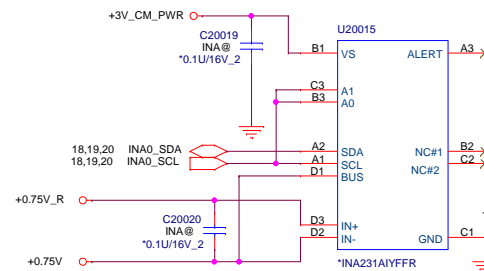 +3V_CM_PWR
U20015
C20019
INA@
*0.1U/16V_2
B1 VS ALERT A3
C3 A1
B3 A0
18,19,20 INA0_SDA A2 SDA NC#1 B2
18,19,20 INA0_SCL A1 SCL NC#2 C2
D1 BUS
+0.75V_R
C20020
INA@
*0.1U/16V_2
D3 IN+
D2 IN- GND C1
+0.75V
*INA231AIYFFR